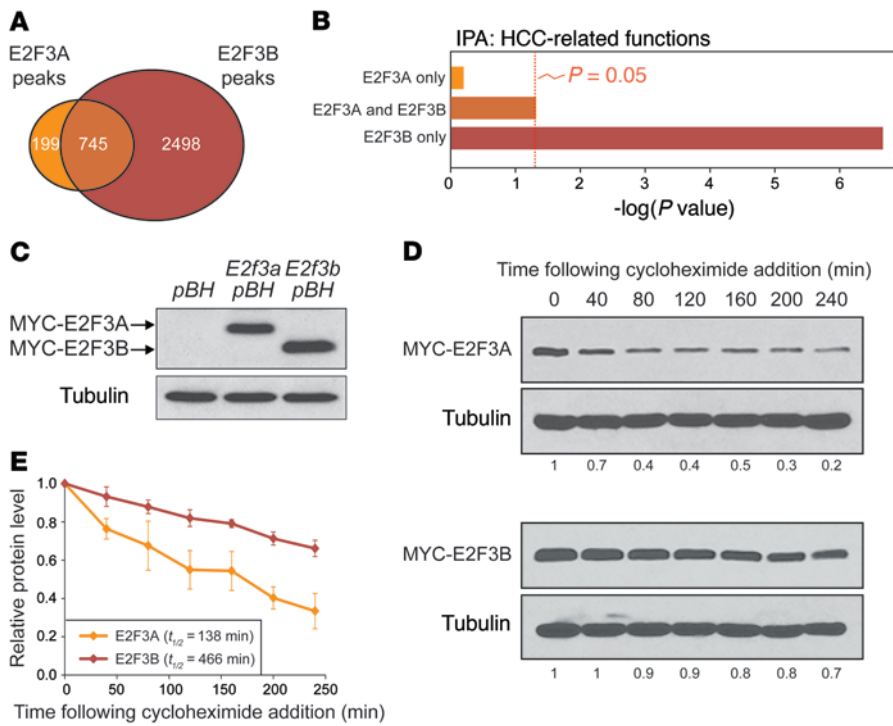 A
E2F3A
peaks
E2F3B
peaks
199
745
2498
B
IPA: HCC-related functions
E2F3A only
E2F3A and E2F3B
E2F3B only
P = 0.05
0 1 2 3 4 5 6
-log(P value)
C
pBH
E2f3a
pBH
E2f3b
pBH
MYC-E2F3A
MYC-E2F3B
Tubulin
D
Time following cycloheximide addition (min)
0 40 80 120 160 200 240
MYC-E2F3A
Tubulin
1 0.7 0.4 0.4 0.5 0.3 0.2
MYC-E2F3B
Tubulin
1 1 0.9 0.9 0.8 0.8 0.7
E
Relative protein level
1.0
0.8
0.6
0.4
0.2
0.0
E2F3A (t1/2 = 138 min)
E2F3B (t1/2 = 466 min)
0 50 100 150 200 250
Time following cycloheximide addition (min)